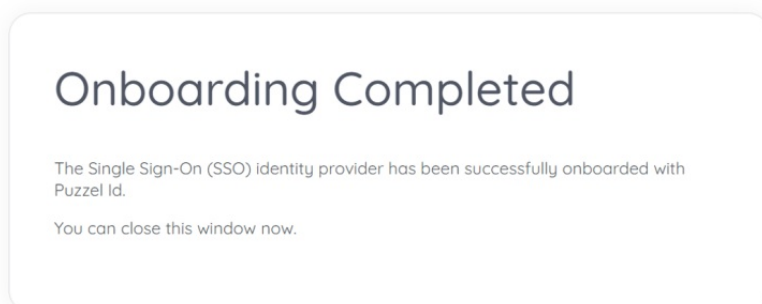 Onboarding Completed
The Single Sign-On (SSO) identity provider has been successfully onboarded with
Puzzel Id.
You can close this window now.